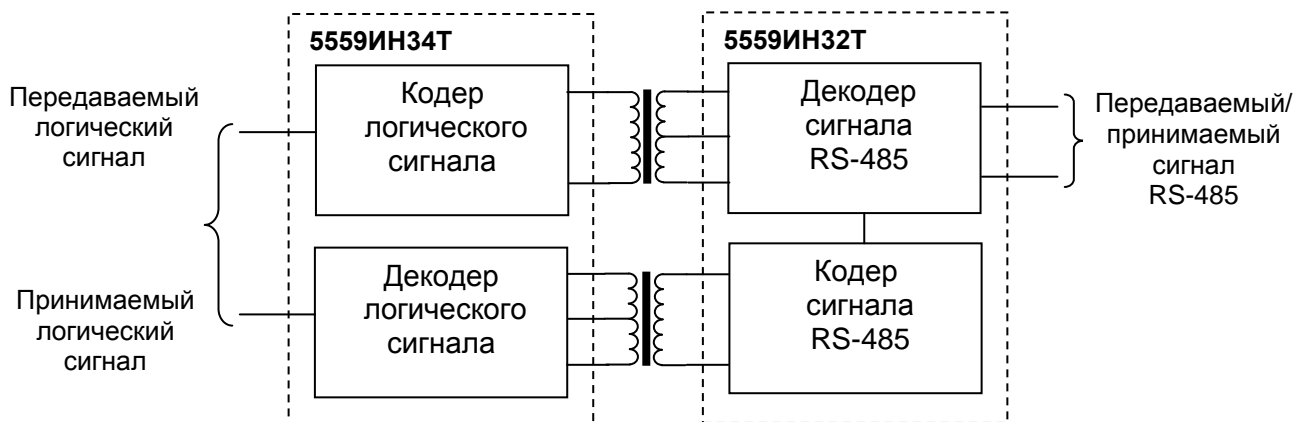 5559ИН34Т
5559ИН32Т
Передаваемый
логический
сигнал
Кодер
логического
сигнала
Декодер
сигнала
RS-485
Передаваемый/
принимаемый
сигнал
RS-485
Принимаемый
логический
сигнал
Декодер
логического
сигнала
Кодер
сигнала
RS-485